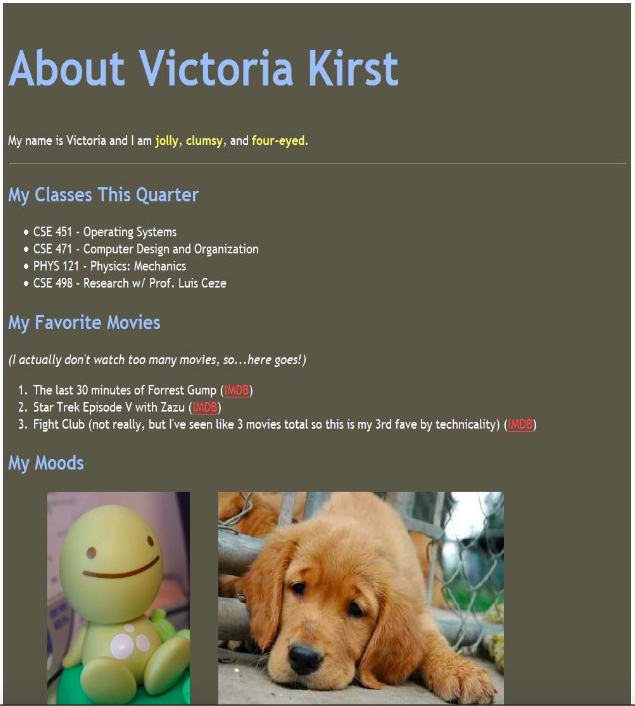 About Victoria Kirst
My name is Victoria and I am jolly, clumsy, and four-eyed.
My Classes This Quarter
• CSE 451 - Operating Systems
• CSE 471 - Computer Design and Organization
• PHYS 121 - Physics: Mechanics
• CSE 498 - Research w/ Prof. Luis Ceze
My Favorite Movies
(I actually don't watch too many movies, so...here goes!)
1. The last 30 minutes of Forrest Gump (IMDB)
2. Star Trek Episode V with Zazu (IMDB)
3. Fight Club (not really, but I've seen like 3 movies total so this is my 3rd fave by technicality) (IMDB)
My Moods